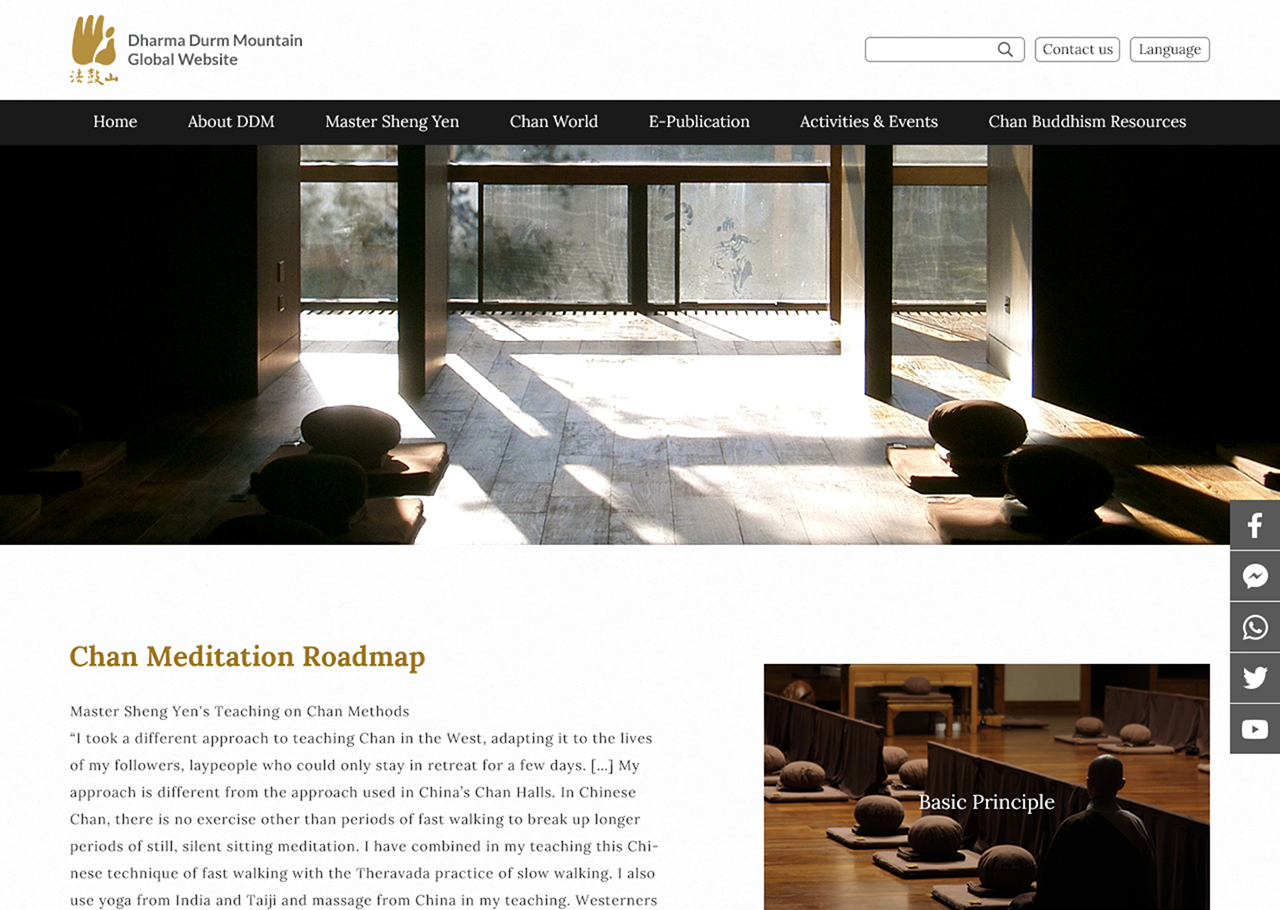 Dharma Durm Mountain
Global Website
法鼓山
Contact us
Language
Home
About DDM
Master Sheng Yen
Chan World
E-Publication
Activities & Events
Chan Buddhism Resources
Chan Meditation Roadmap
Master Sheng Yen's Teaching on Chan Methods
“I took a different approach to teaching Chan in the West, adapting it to the lives
of my followers, laypeople who could only stay in retreat for a few days. [...] My
approach is different from the approach used in China’s Chan Halls. In Chinese
Chan, there is no exercise other than periods of fast walking to break up longer
periods of still, silent sitting meditation. I have combined in my teaching this Chi-
nese technique of fast walking with the Theravada practice of slow walking. I also
use yoga from India and Taiji and massage from China in my teaching. Westerners
Basic Principle